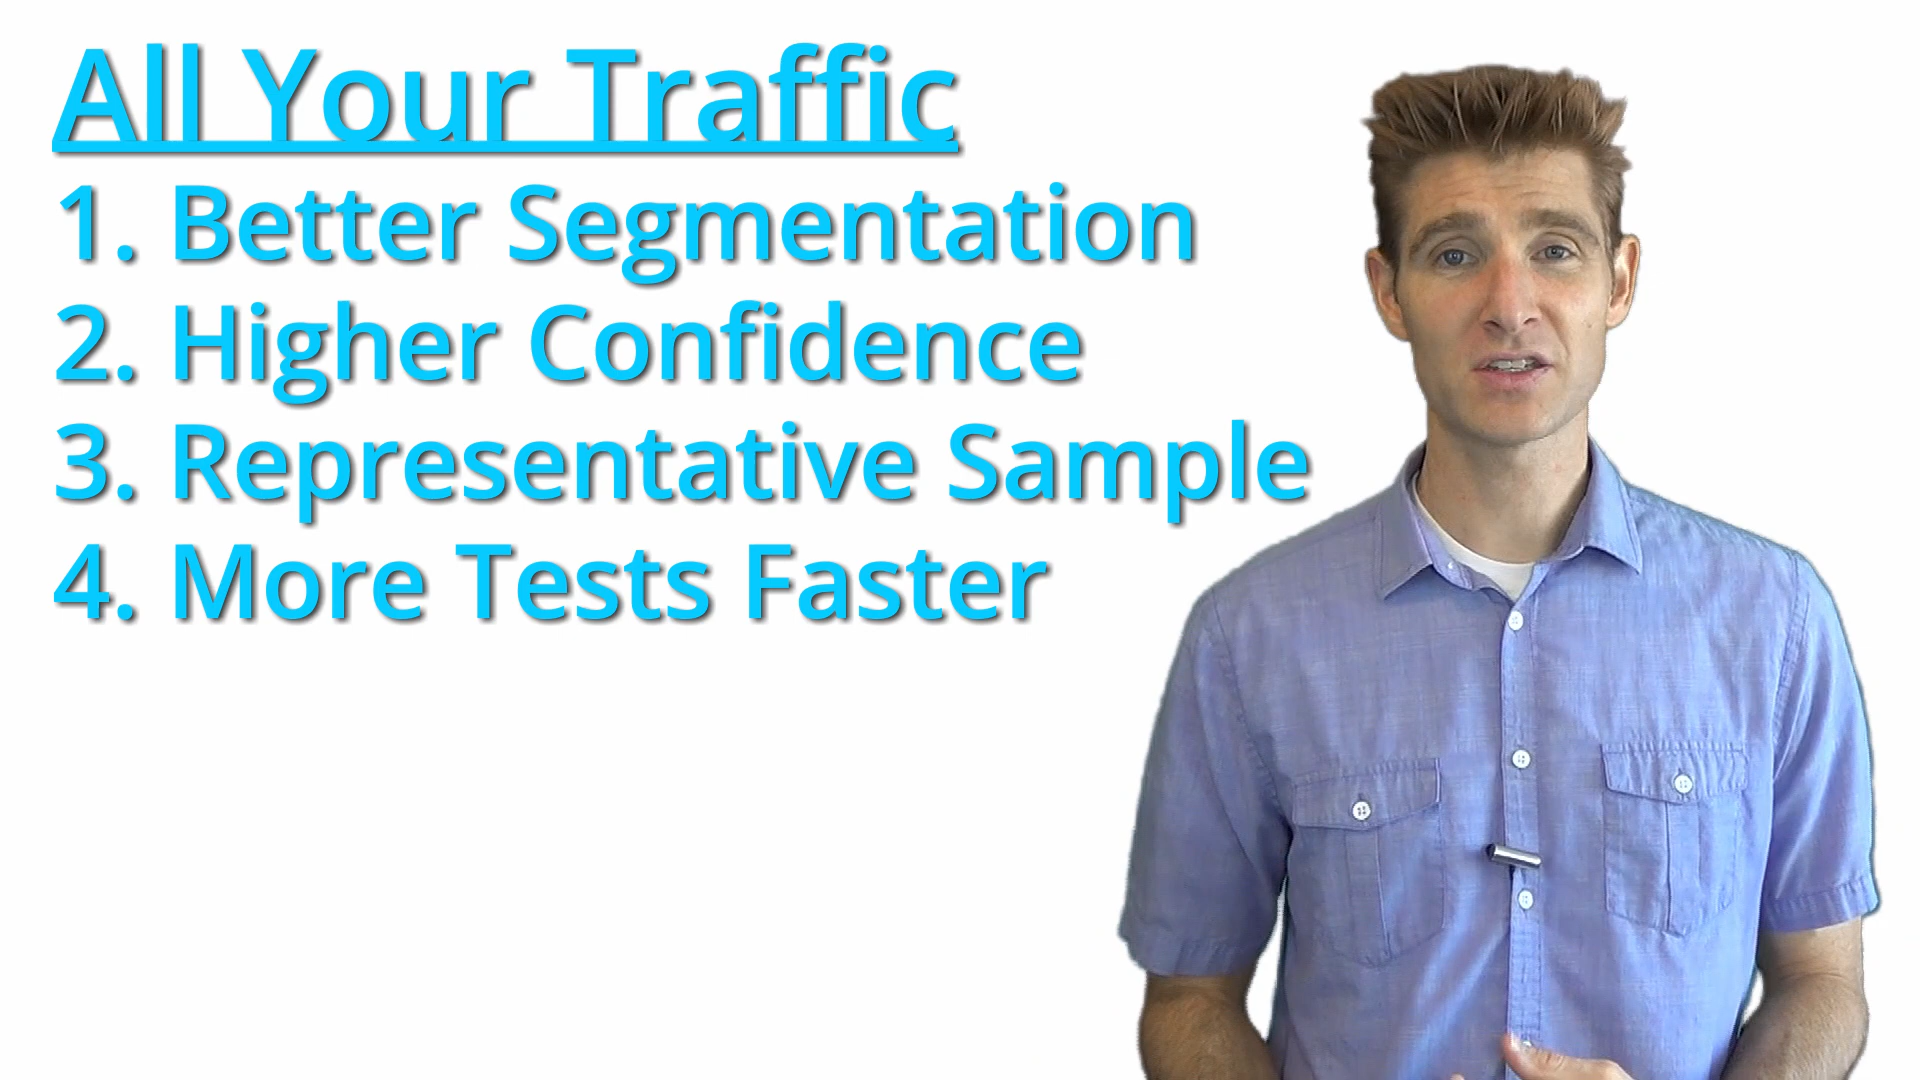 All Your Traffic
1. Better Segmentation
2. Higher Confidence
3. Representative Sample
4. More Tests Faster